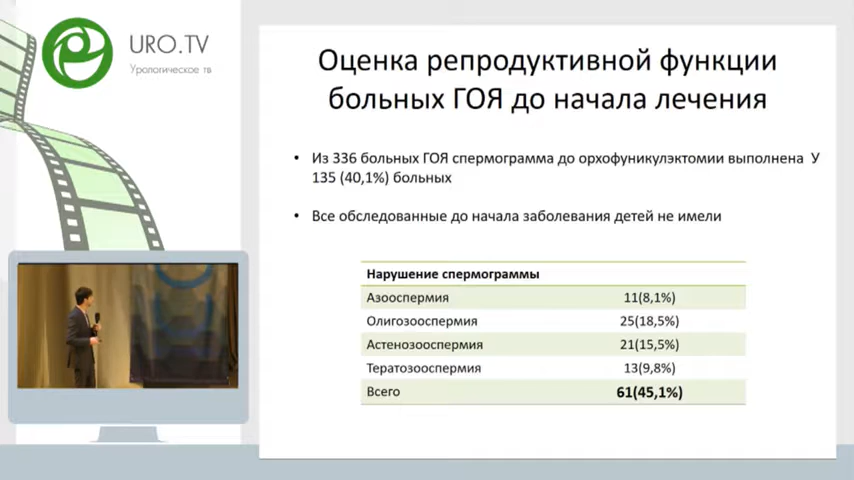 URO.TV
Урологическое тв
Оценка репродуктивной функции
больных ГОЯ до начала лечения
• Из 336 больных ГОЯ спермограмма до орхофуникулэктомии выполнена У
135 (40,1%) больных
• Все обследованные до начала заболевания детей не имели
Нарушение спермограммы
Азооспермия 11(8,1%)
Олигозооспермия 25(18,5%)
Астенозооспермия 21(15,5%)
Тератозооспермия 13(9,8%)
Всего 61(45,1%)